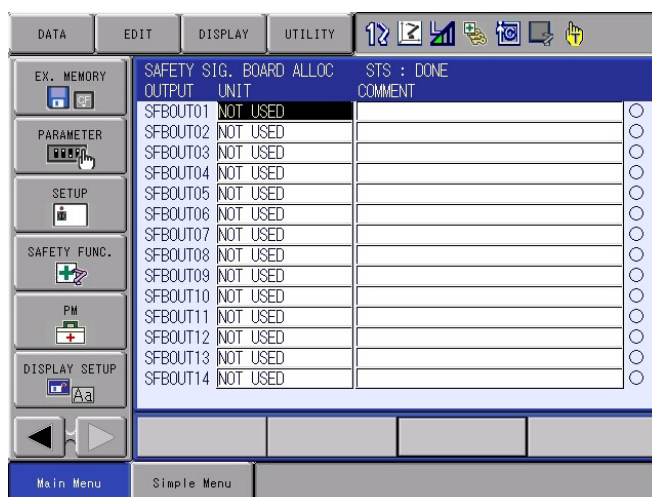 DATA EDIT DISPLAY UTILITY
EX. MEMORY
CF
PARAMETER
SETUP
SAFETY FUNC.
PM
DISPLAY SETUP
Aa
SAFETY SIG. BOARD ALLOC STS : DONE
OUTPUT UNIT COMMENT
SFBOUT01 NOT USED
SFBOUT02 NOT USED
SFBOUT03 NOT USED
SFBOUT04 NOT USED
SFBOUT05 NOT USED
SFBOUT06 NOT USED
SFBOUT07 NOT USED
SFBOUT08 NOT USED
SFBOUT09 NOT USED
SFBOUT10 NOT USED
SFBOUT11 NOT USED
SFBOUT12 NOT USED
SFBOUT13 NOT USED
SFBOUT14 NOT USED
Main Menu Simple Menu